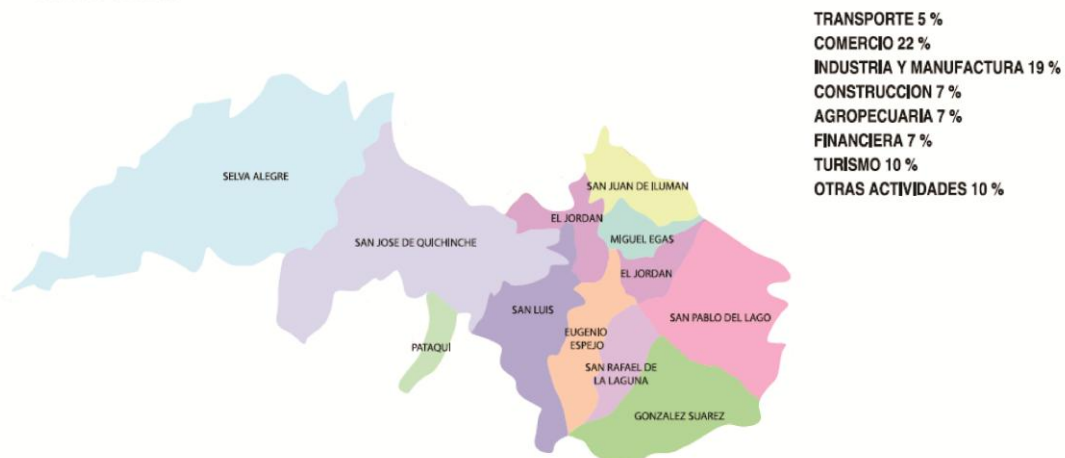 TRANSPORTE 5 %
COMERCIO 22 %
INDUSTRIA Y MANUFACTURA 19 %
CONSTRUCCION 7 %
AGROPECUARIA 7 %
FINANCIERA 7 %
TURISMO 10 %
OTRAS ACTIVIDADES 10 %
SELVA ALEGRE
SAN JUAN DE ILUMAN
EL JORDAN
MIGUEL EGAS
SAN JOSE DE QUICHINCHE
EL JORDAN
SAN LUIS
SAN PABLO DEL LAGO
EUGENIO
ESPEJO
PATAQUÍ
SAN RAFAEL DE
LA LAGUNA
GONZALEZ SUAREZ